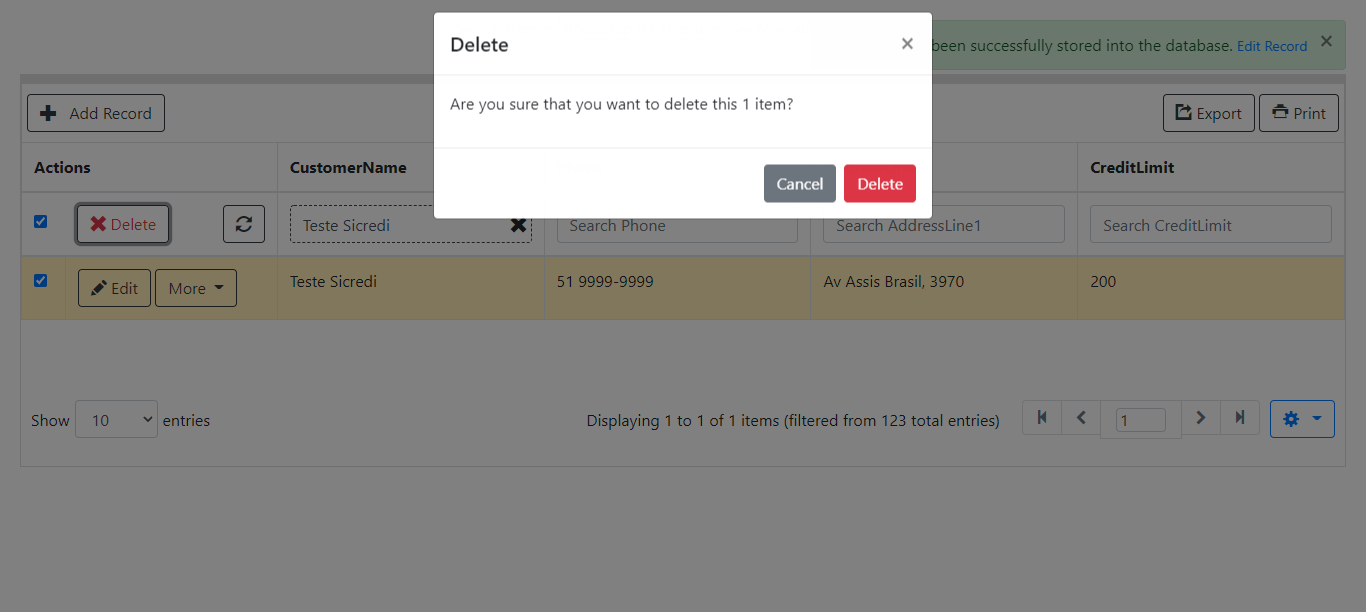 Delete ×
been successfully stored into the database. Edit Record ×
Are you sure that you want to delete this 1 item?
Cancel Delete
Add Record Export Print
Actions CustomerName CreditLimit
Delete Teste Sicredi Search Phone Search AddressLine1 Search CreditLimit
Edit More Teste Sicredi 51 9999-9999 Av Assis Brasil, 3970 200
Show 10 entries Displaying 1 to 1 of 1 items (filtered from 123 total entries) 1